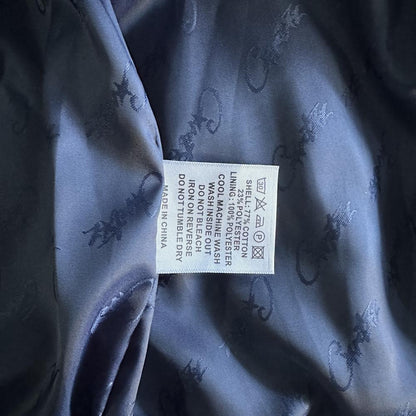 30 P
SHELL: 77% COTTON
23% POLYESTER
LINING: 100% POLYESTER
COOL MACHINE WASH
WASH INSIDE OUT
DO NOT BLEACH
IRON ON REVERSE
DO NOT TUMBLE DRY
MADE IN CHINA